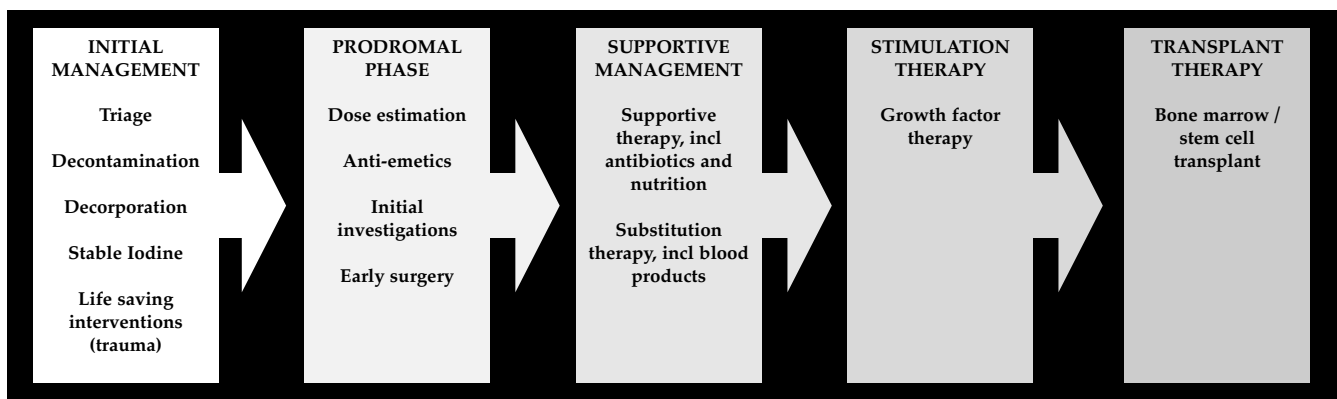 INITIAL
MANAGEMENT
Triage
Decontamination
Decorporation
Stable Iodine
Life saving
interventions
(trauma)
PRODROMAL
PHASE
Dose estimation
Anti-emetics
Initial
investigations
Early surgery
SUPPORTIVE
MANAGEMENT
Supportive
therapy, incl
antibiotics and
nutrition
Substitution
therapy, incl blood
products
STIMULATION
THERAPY
Growth factor
therapy
TRANSPLANT
THERAPY
Bone marrow /
stem cell
transplant